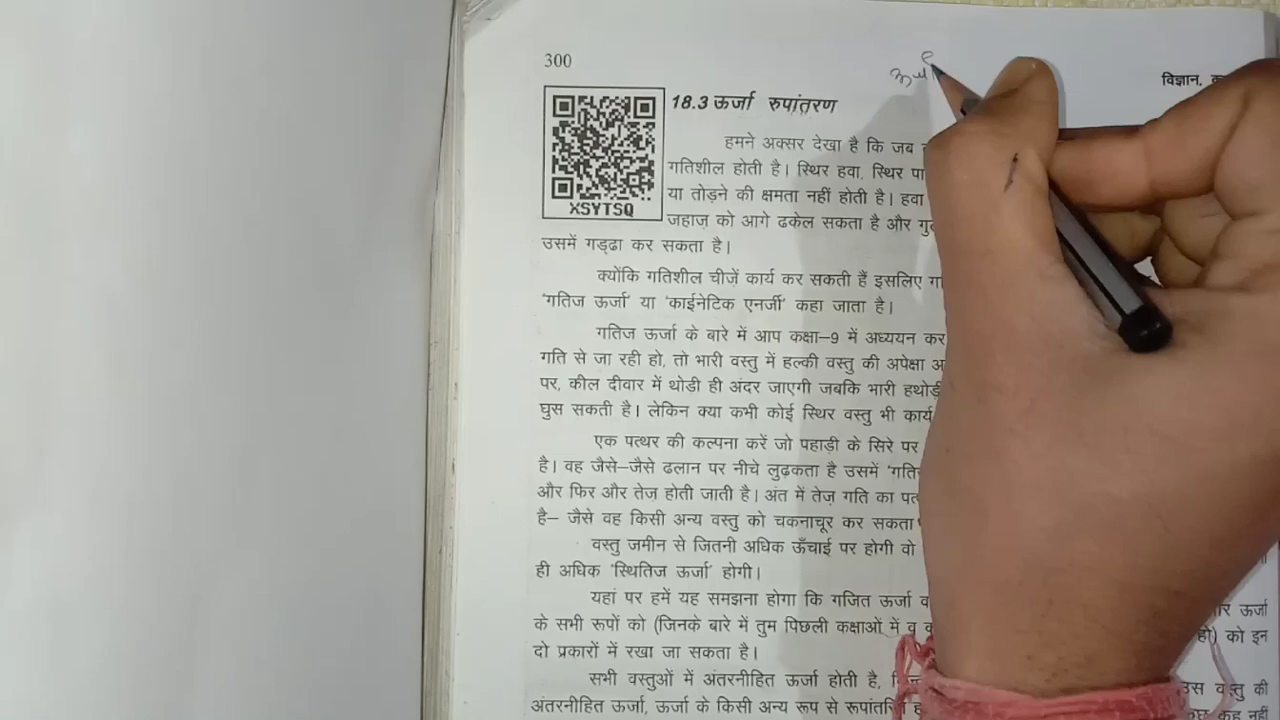 300
विज्ञान,
18.3 ऊर्जा रुपांतरण
हमने अक्सर देखा है कि जब
गतिशील होती है। स्थिर हवा, स्थिर
या तोड़ने की क्षमता नहीं होती है। हवा
जहाज़ को आगे ढकेल सकता है और
XSYTSQ
उसमें गड्ढा कर सकता है।
क्योंकि गतिशील चीज़ें कार्य कर सकती हैं इसलिए
'गतिज ऊर्जा' या 'काईनेटिक एनर्जी' कहा जाता है।
गतिज ऊर्जा के बारे में आप कक्षा–9 में अध्ययन कर
गति से जा रही हो, तो भारी वस्तु में हल्की वस्तु की अपेक्षा
पर, कील दीवार में थोड़ी ही अंदर जाएगी जबकि भारी हथोड़ी
घुस सकती है। लेकिन क्या कभी कोई स्थिर वस्तु भी कार्य
एक पत्थर की कल्पना करें जो पहाड़ी के सिरे पर
है। वह जैसे–जैसे ढलान पर नीचे लुढ़कता है उसमें
और फिर और तेज़ होती जाती है। अंत में तेज़ गति का
है– जैसे वह किसी अन्य वस्तु को चकनाचूर कर सकता
वस्तु जमीन से जितनी अधिक ऊँचाई पर होगी वो
ही अधिक 'स्थितिज ऊर्जा' होगी।
यहां पर हमें यह समझना होगा कि गजित ऊर्जा
ऊर्जा
के सभी रुपों को (जिनके बारे में तुम पिछली कक्षाओं में
हो) को इन
दो प्रकारों में रखा जा सकता है।
सभी वस्तुओं में अंतरनीहित ऊर्जा होती है,
उस वस्तु की
अंतरनीहित ऊर्जा, ऊर्जा के किसी अन्य रूप से
कह नहीं